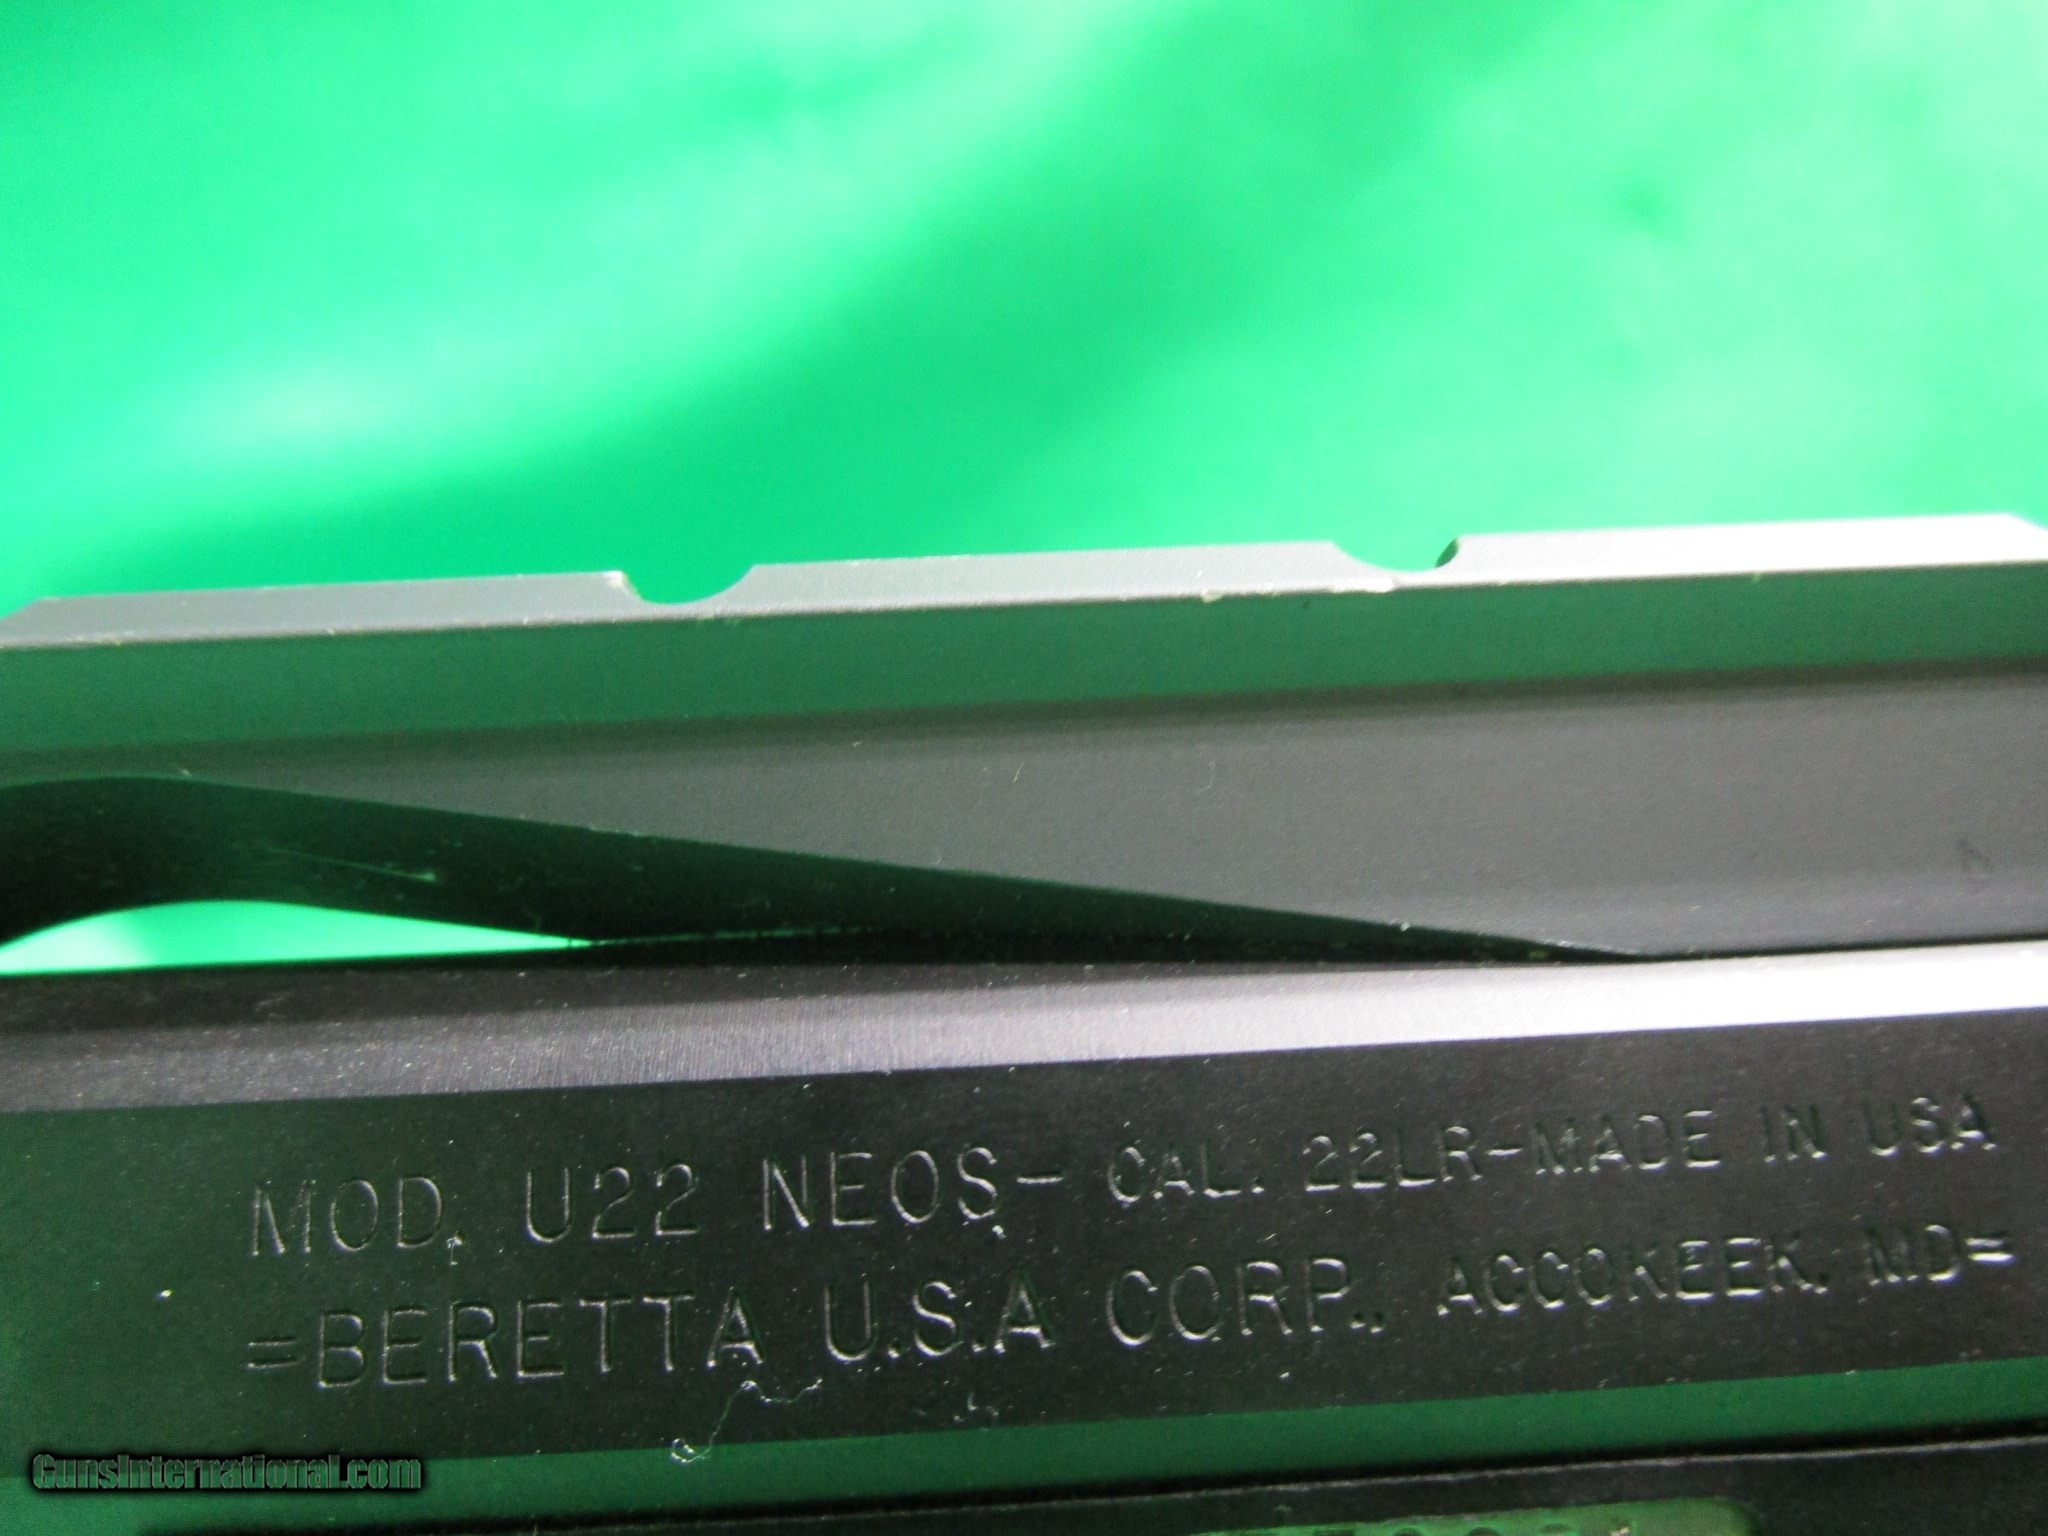 MOD. U22 NEOS- CAL. 22LR-MADE IN USA
=BERETTA U.S.A CORP., ACCOKEEK, MD=
GunsInternational.com